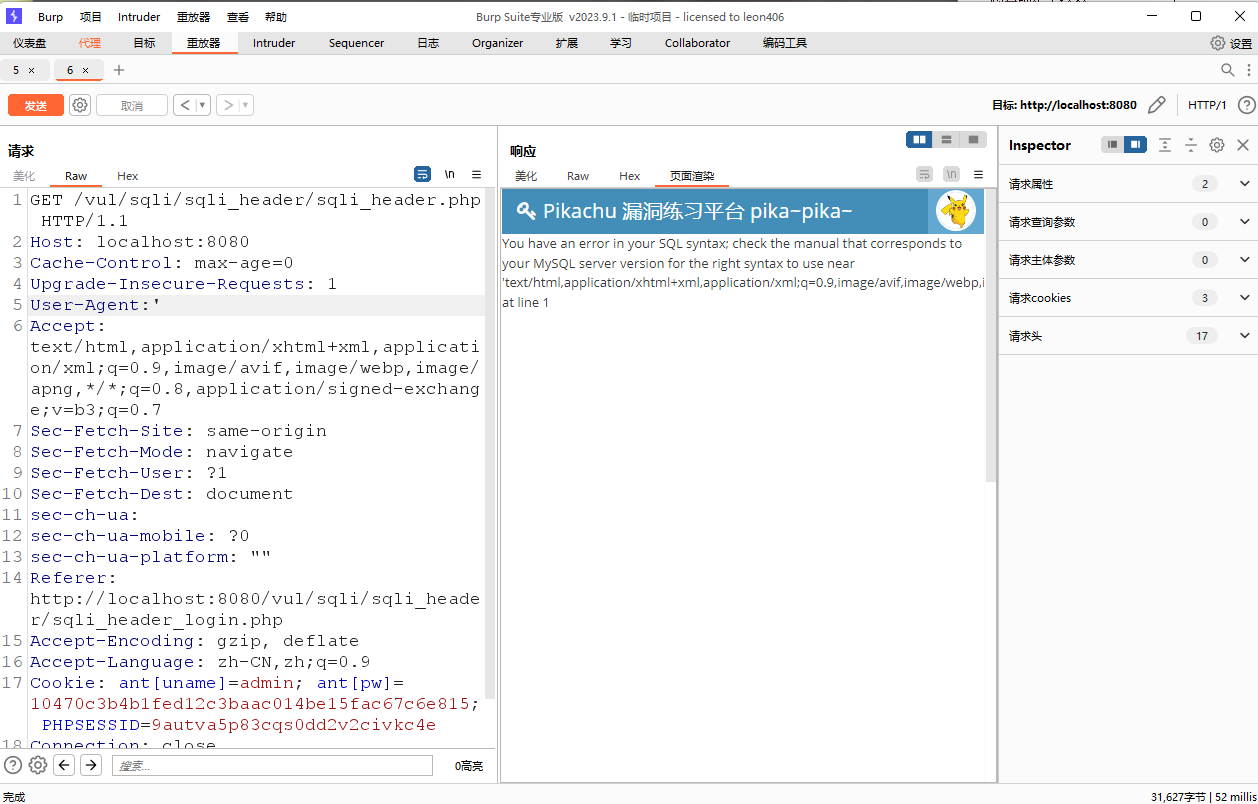 Burp 项目 Intruder 重放器 查看 帮助 Burp Suite专业版 v2023.9.1 - 临时项目 - licensed to leon406
仪表盘 代理 目标 重放器 Intruder Sequencer 日志 Organizer 扩展 学习 Collaborator 编码工具 设置
5 × 6 × +
发送 取消 < > 目标: http://localhost:8080 HTTP/1 ?
请求
美化 Raw Hex \n
1 GET /vul/sqli/sqli_header/sqli_header.php
HTTP/1.1
2 Host: localhost:8080
3 Cache-Control: max-age=0
4 Upgrade-Insecure-Requests: 1
5 User-Agent:'
6 Accept:
text/html,application/xhtml+xml,applicati
on/xml;q=0.9,image/avif,image/webp,image/
apng,*/*;q=0.8,application/signed-exchang
e;v=b3;q=0.7
7 Sec-Fetch-Site: same-origin
8 Sec-Fetch-Mode: navigate
9 Sec-Fetch-User: ?1
10 Sec-Fetch-Dest: document
11 sec-ch-ua:
12 sec-ch-ua-mobile: ?0
13 sec-ch-ua-platform: ""
14 Referer:
http://localhost:8080/vul/sqli/sqli_heade
r/sqli_header_login.php
15 Accept-Encoding: gzip, deflate
16 Accept-Language: zh-CN,zh;q=0.9
17 Cookie: ant[uname]=admin; ant[pw]=
10470c3b4b1fed12c3baac014be15fac67c6e815;
PHPSESSID=9autva5p83cqs0dd2v2civkc4e
18 Connection: close
搜索... 0高亮
响应
美化 Raw Hex 页面渲染 \n
Pikachu 漏洞练习平台 pika~pika~
You have an error in your SQL syntax; check the manual that corresponds to
your MySQL server version for the right syntax to use near
'text/html,application/xhtml+xml,application/xml;q=0.9,image/avif,image/webp,i
at line 1
Inspector
请求属性 2
请求查询参数 0
请求主体参数 0
请求cookies 3
请求头 17
完成 31,627字节 | 52 millis